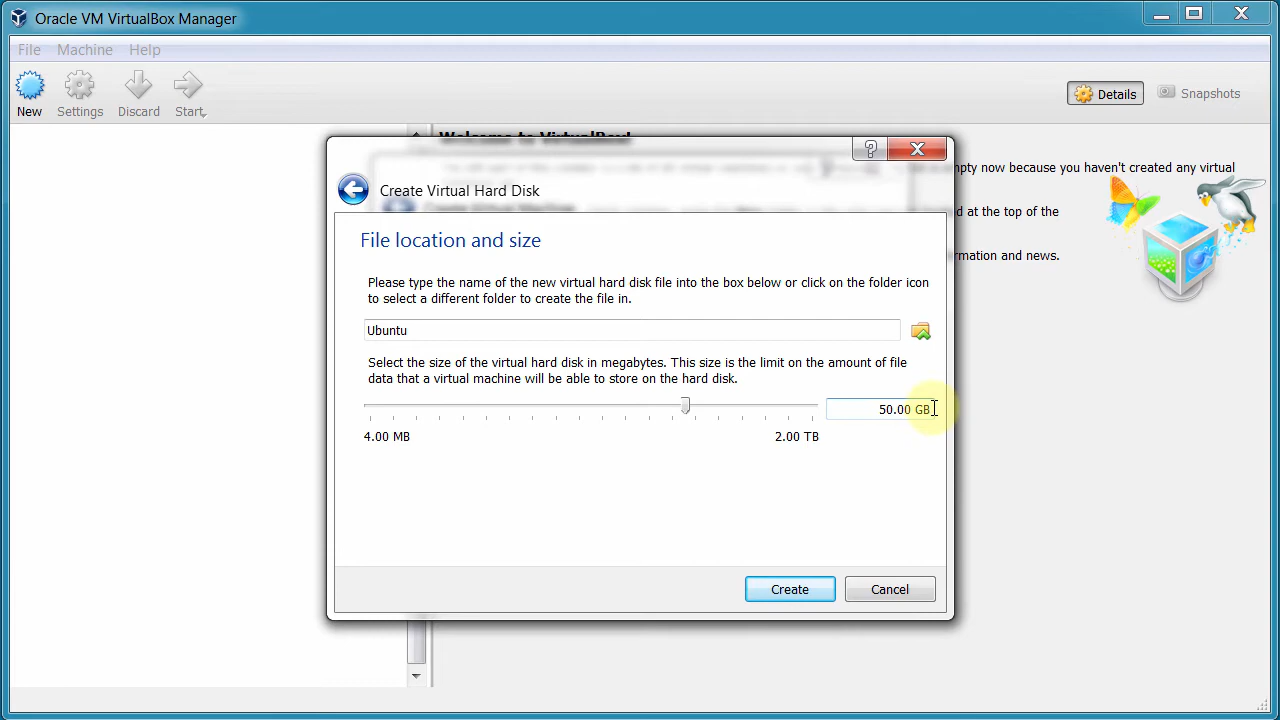 Oracle VM VirtualBox Manager
File Machine Help
New Settings Discard Start
Details Snapshots
Welcome to VirtualBox!
empty now because you haven't created any virtual
d at the top of the
rmation and news.
?
Create Virtual Hard Disk
File location and size
Please type the name of the new virtual hard disk file into the box below or click on the folder icon
to select a different folder to create the file in.
Ubuntu
Select the size of the virtual hard disk in megabytes. This size is the limit on the amount of file
data that a virtual machine will be able to store on the hard disk.
50.00 GB
4.00 MB 2.00 TB
Create Cancel